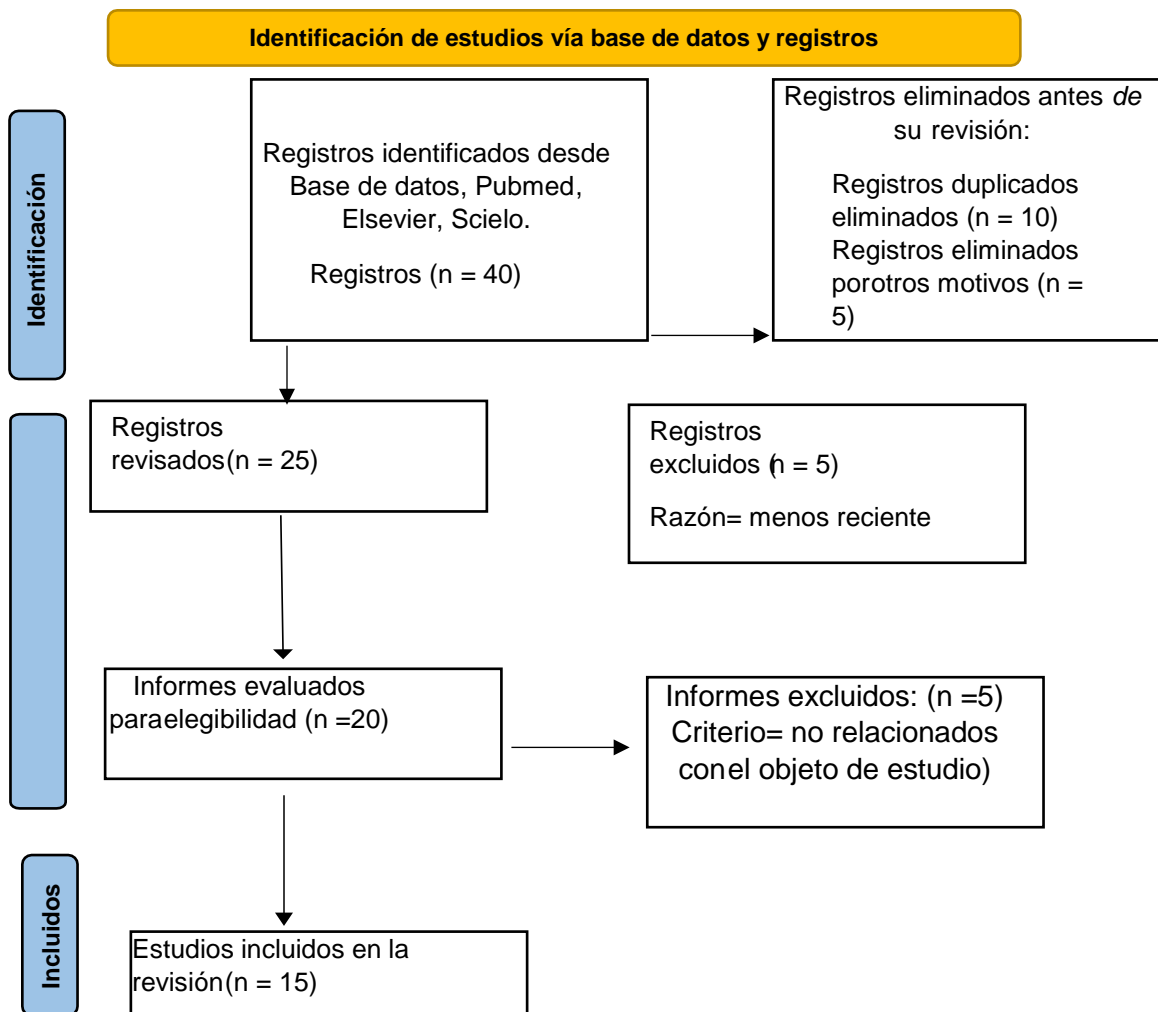 Identificación de estudios vía base de datos y registros
Identificación
Registros identificados desde
Base de datos, Pubmed,
Elsevier, Scielo.
Registros (n = 40)
Registros eliminados antes de
su revisión:
Registros duplicados
eliminados (n = 10)
Registros eliminados
porotros motivos (n =
5)
Registros
revisados(n = 25)
Registros
excluidos (n = 5)
Razón= menos reciente
Informes evaluados
paraelegibilidad (n =20)
Informes excluidos: (n =5)
Criterio= no relacionados
conel objeto de estudio)
Incluidos
Estudios incluidos en la
revisión(n = 15)